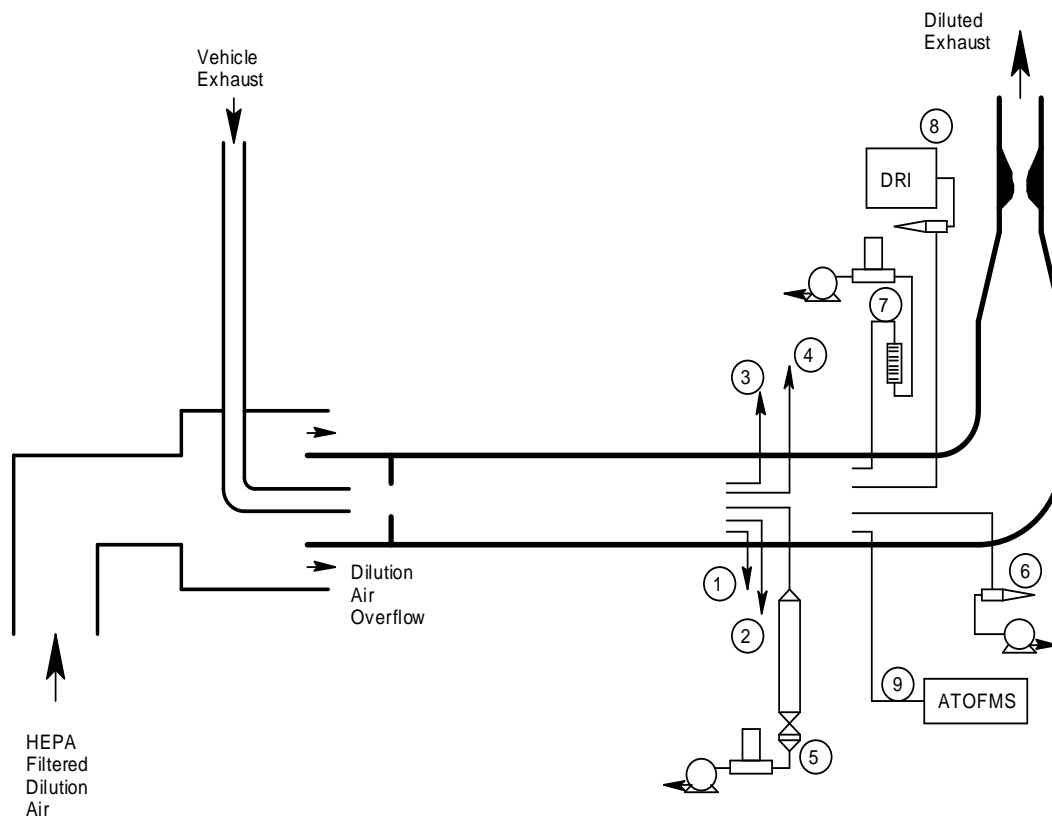 Diluted
Exhaust
Vehicle
Exhaust
8
DRI
7
4
3
Dilution
Air
Overflow
1
2
6
9
ATOFMS
5
HEPA
Filtered
Dilution
Air